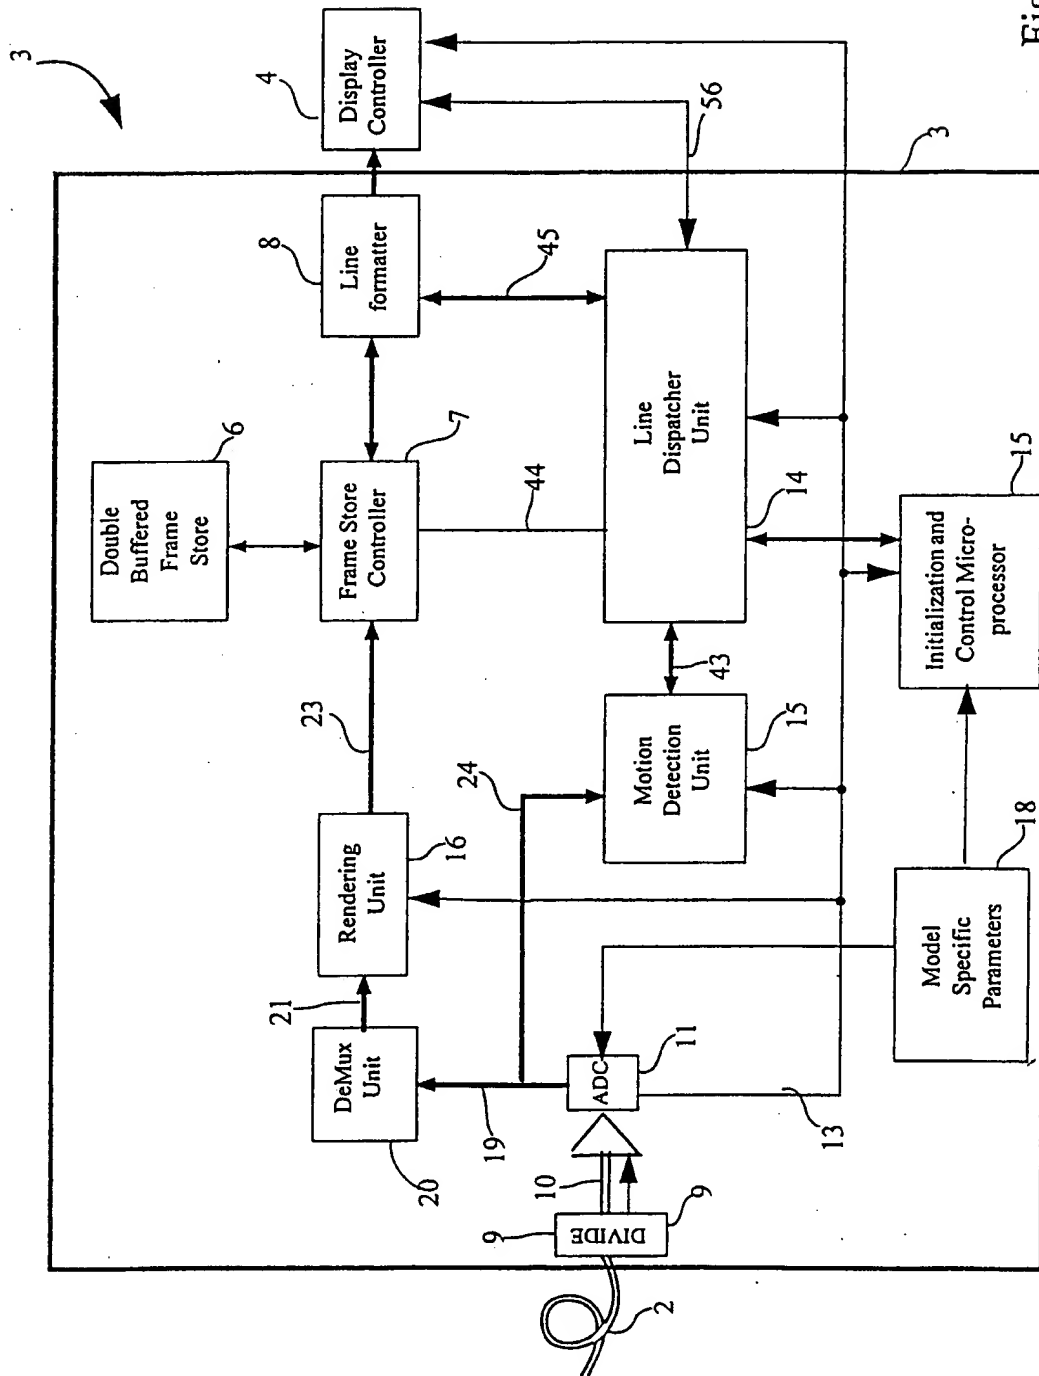 3
4
Display
Controller
56
3
8
Line
formatter
45
6
Double
Buffered
Frame
Store
7
Frame Store
Controller
44
Line
Dispatcher
Unit
14
15
Initialization and
Control Micro-
processor
23
43
Rendering
Unit
16
24
Motion
Detection
Unit
15
18
Model
Specific
Parameters
21
DeMux
Unit
20
19
ADC
11
13
10
9
DIVIDE
9
2